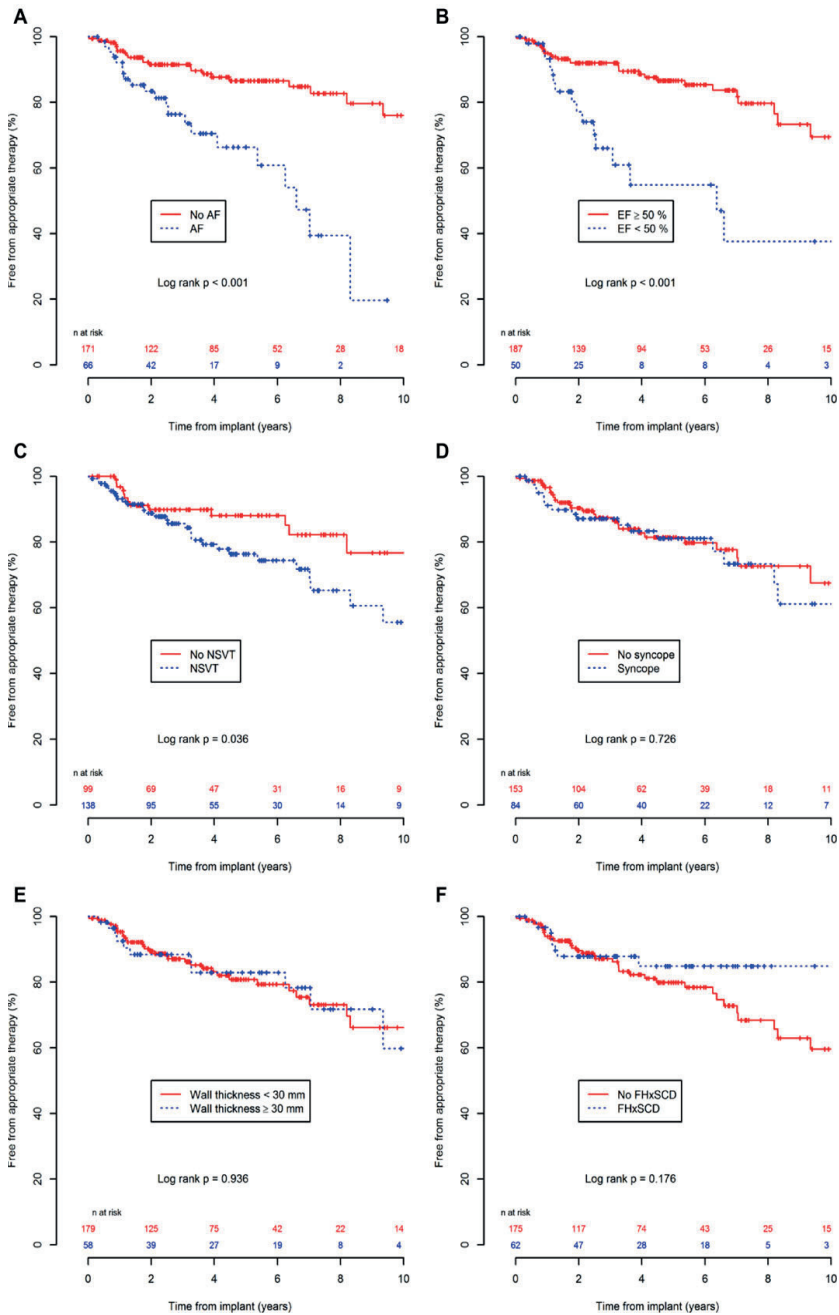 A
Free from appropriate therapy (%)
100
80
60
40
20
0
No AF
AF
Log rank p < 0.001
n at risk
171 122 85 52 28 18
66 42 17 9 2
0 2 4 6 8 10
Time from implant (years)
B
Free from appropriate therapy (%)
100
80
60
40
20
0
EF ≥ 50 %
EF < 50 %
Log rank p < 0.001
n at risk
187 139 94 53 26 15
50 25 8 8 4 3
0 2 4 6 8 10
Time from implant (years)
C
Free from appropriate therapy (%)
100
80
60
40
20
0
No NSVT
NSVT
Log rank p = 0.036
n at risk
99 69 47 31 16 9
138 95 55 30 14 9
0 2 4 6 8 10
Time from implant (years)
D
Free from appropriate therapy (%)
100
80
60
40
20
0
No syncope
Syncope
Log rank p = 0.726
n at risk
153 104 62 39 18 11
84 60 40 22 12 7
0 2 4 6 8 10
Time from implant (years)
E
Free from appropriate therapy (%)
100
80
60
40
20
0
Wall thickness < 30 mm
Wall thickness ≥ 30 mm
Log rank p = 0.936
n at risk
179 125 75 42 22 14
58 39 27 19 8 4
0 2 4 6 8 10
Time from implant (years)
F
Free from appropriate therapy (%)
100
80
60
40
20
0
No FHxSCD
FHxSCD
Log rank p = 0.176
n at risk
175 117 74 43 25 15
62 47 28 18 5 3
0 2 4 6 8 10
Time from implant (years)